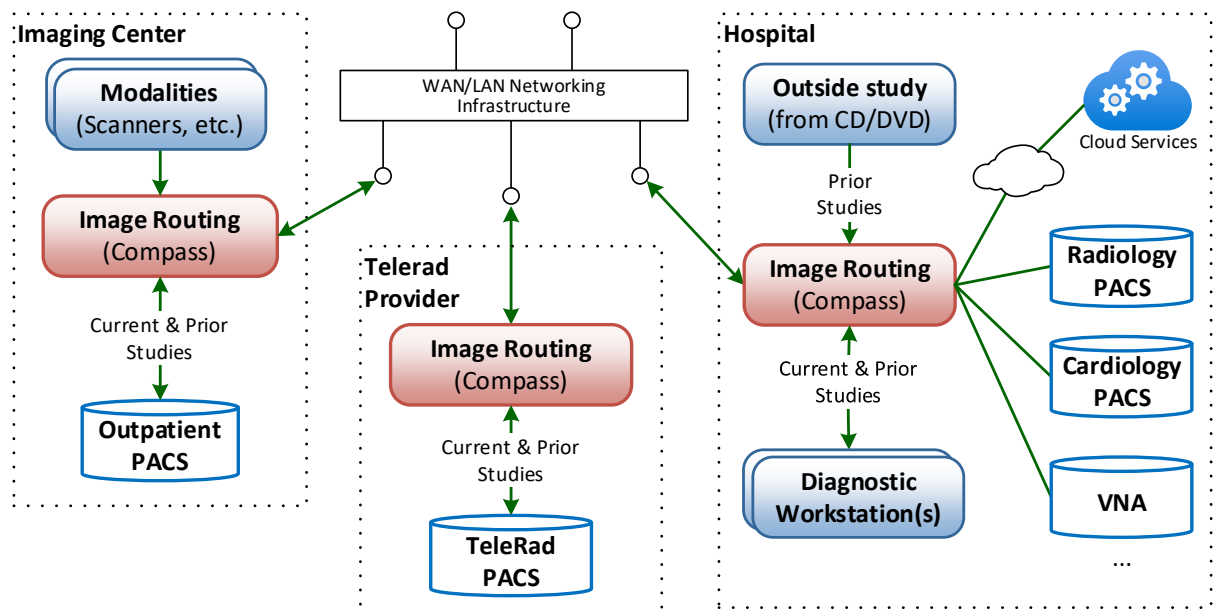 Imaging Center
Modalities
(Scanners, etc.)
Image Routing
(Compass)
Current & Prior
Studies
Outpatient
PACS
WAN/LAN Networking
Infrastructure
Telerad
Provider
Image Routing
(Compass)
Current & Prior
Studies
TeleRad
PACS
Hospital
Outside study
(from CD/DVD)
Prior
Studies
Image Routing
(Compass)
Current & Prior
Studies
Diagnostic
Workstation(s)
Cloud Services
Radiology
PACS
Cardiology
PACS
VNA
...